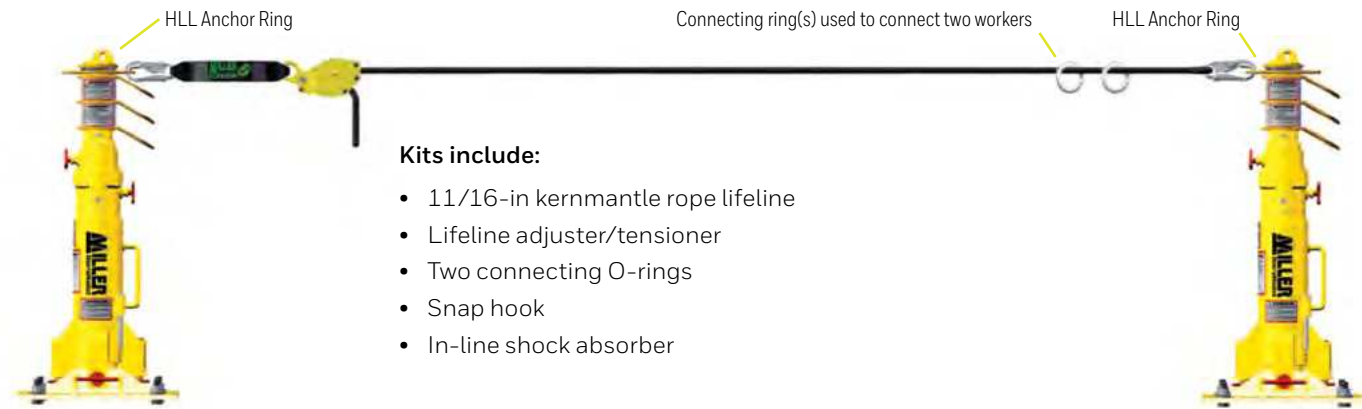 HLL Anchor Ring
Connecting ring(s) used to connect two workers
HLL Anchor Ring
Kits include:
• 11/16-in kernmantle rope lifeline
• Lifeline adjuster/tensioner
• Two connecting O-rings
• Snap hook
• In-line shock absorber
MILLER
MILLER